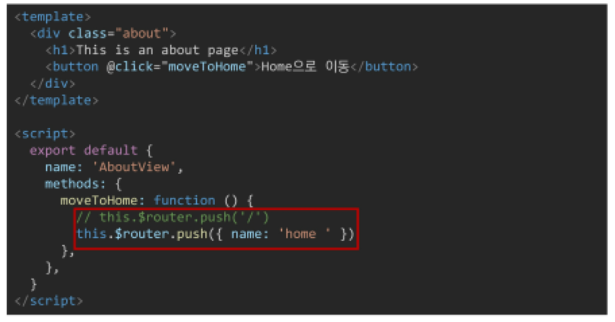 <template>
  <div class="about">
    <h1>This is an about page</h1>
    <button @click="moveToHome">Home으로 이동</button>
  </div>
</template>

<script>
  export default {
    name: 'AboutView',
    methods: {
      moveToHome: function () {
        // this.$router.push('/')
        this.$router.push({ name: 'home ' })
      },
    },
  }
</script>